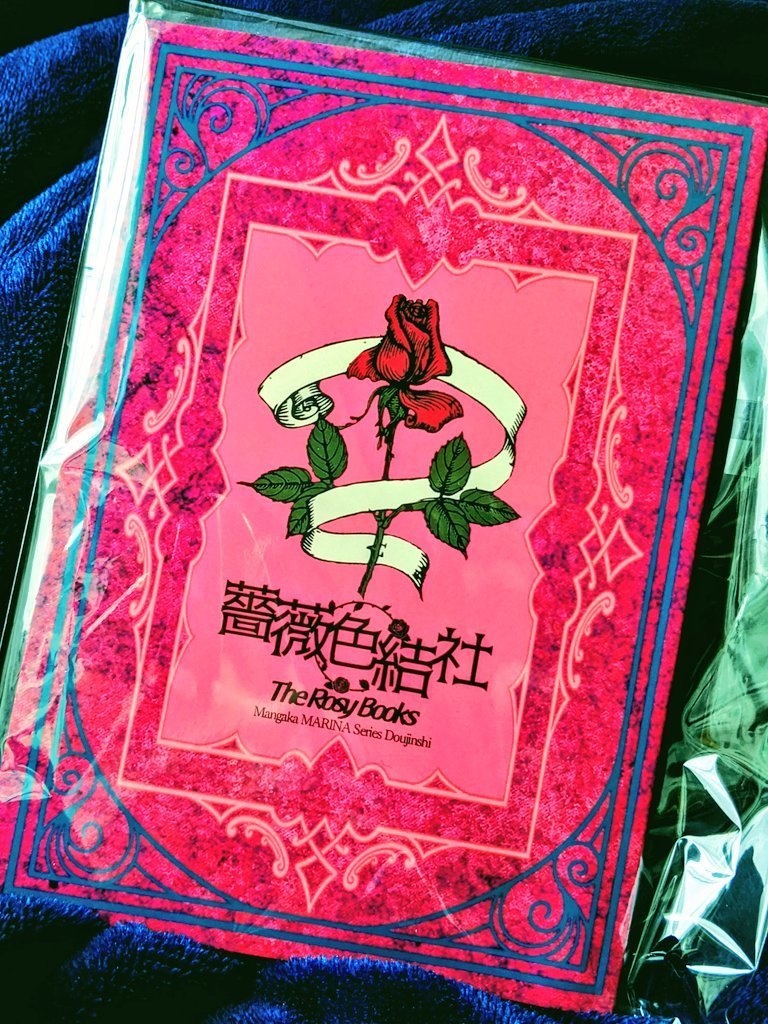 薔薇色結社
The Rosy Books
Mangaka MARINA Series Doujinshi